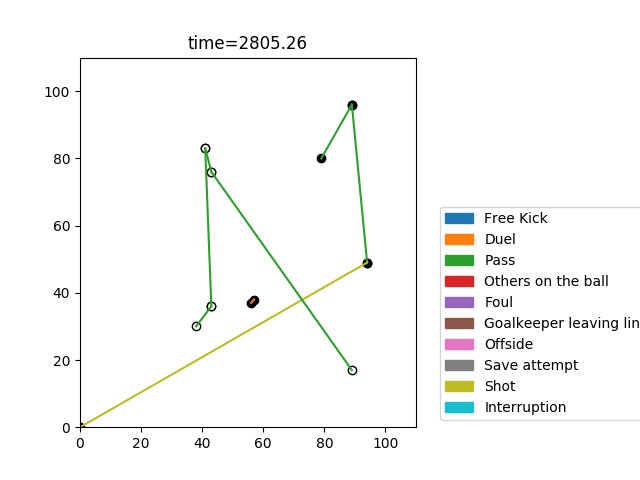 time=2805.26
100
80
60
40
20
0
0 20 40 60 80 100
Free Kick
Duel
Pass
Others on the ball
Foul
Goalkeeper leaving lin
Offside
Save attempt
Shot
Interruption